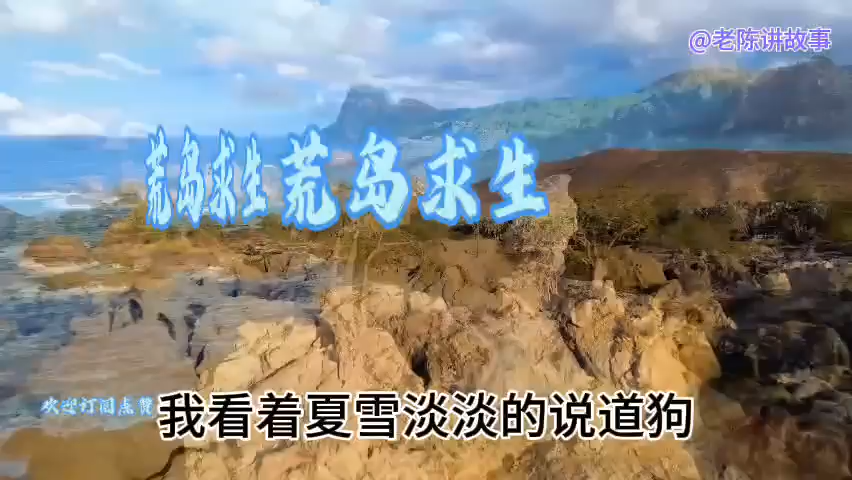 @老陈讲故事
荒岛求生 荒岛求生
欢迎订阅点赞
我看着夏雪淡淡的说道狗